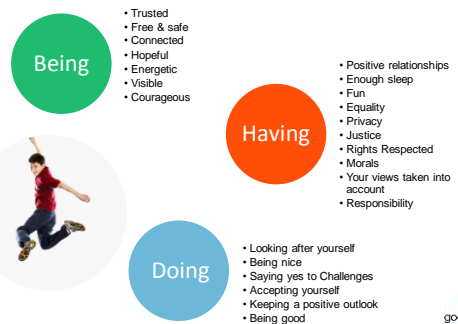 Being
• Trusted
• Free & safe
• Connected
• Hopeful
• Energetic
• Visible
• Courageous
Having
• Positive relationships
• Enough sleep
• Fun
• Equality
• Privacy
• Justice
• Rights Respected
• Morals
• Your views taken into
account
• Responsibility
Doing
• Looking after yourself
• Being nice
• Saying yes to Challenges
• Accepting yourself
• Keeping a positive outlook
• Being good